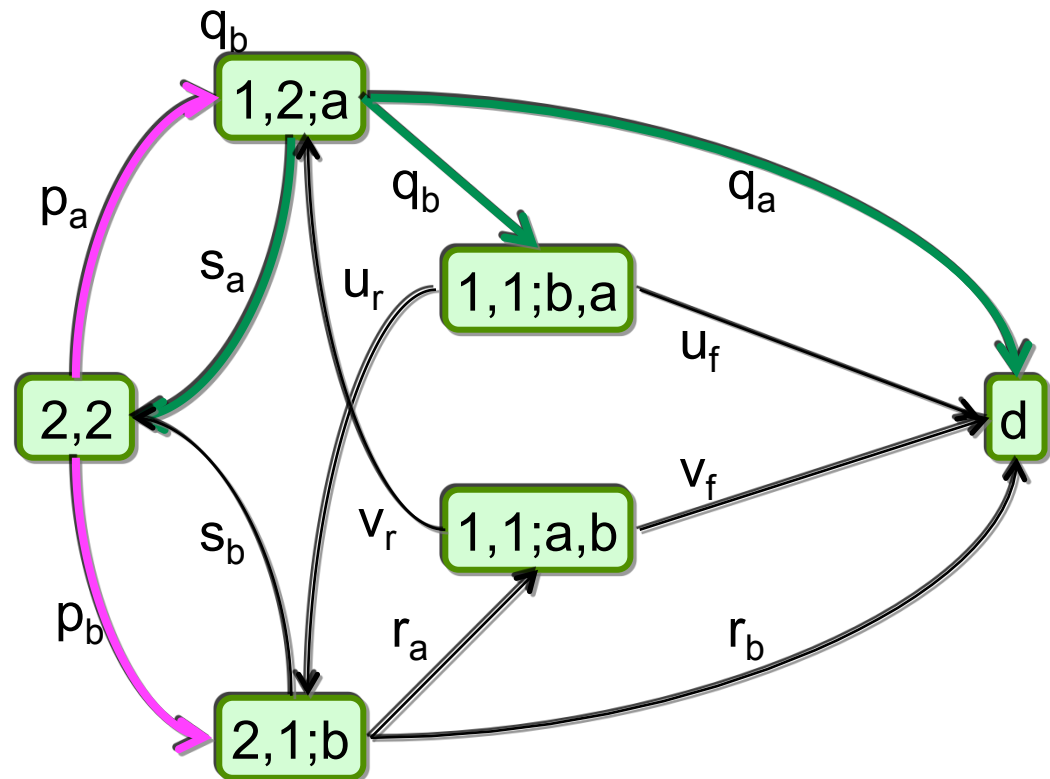 q_b
1,2;a
p_a
q_b
q_a
s_a
u_r
1,1;b,a
u_f
2,2
d
v_f
s_b
v_r
1,1;a,b
p_b
r_a
r_b
2,1;b